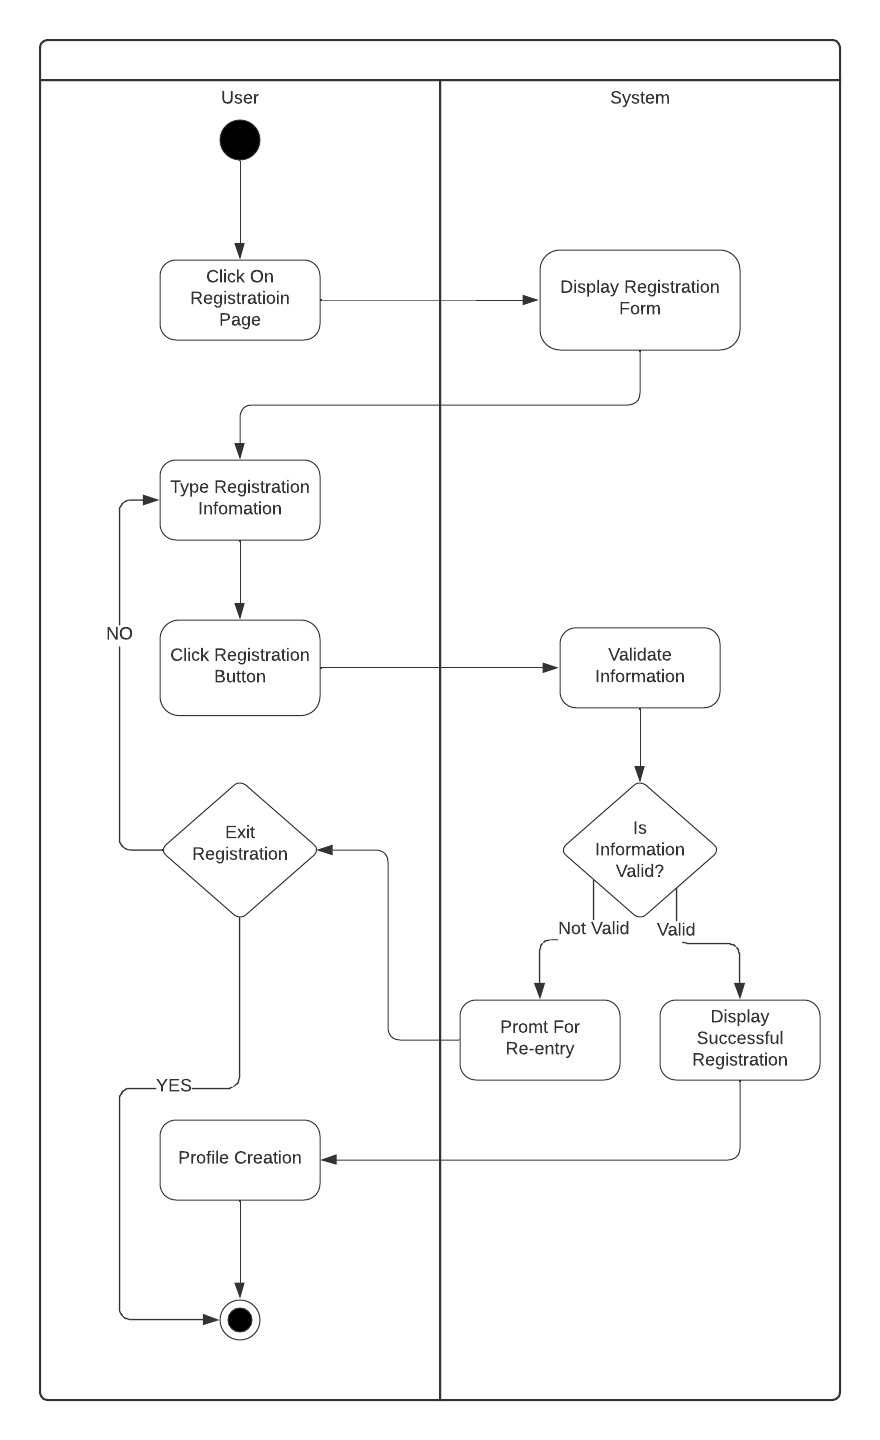 User
System
Click On
Registratioin
Page
Display Registration
Form
Type Registration
Infomation
NO
Click Registration
Button
Validate
Information
Exit
Registration
Is
Information
Valid?
Not Valid
Valid
Promt For
Re-entry
Display
Successful
Registration
YES
Profile Creation